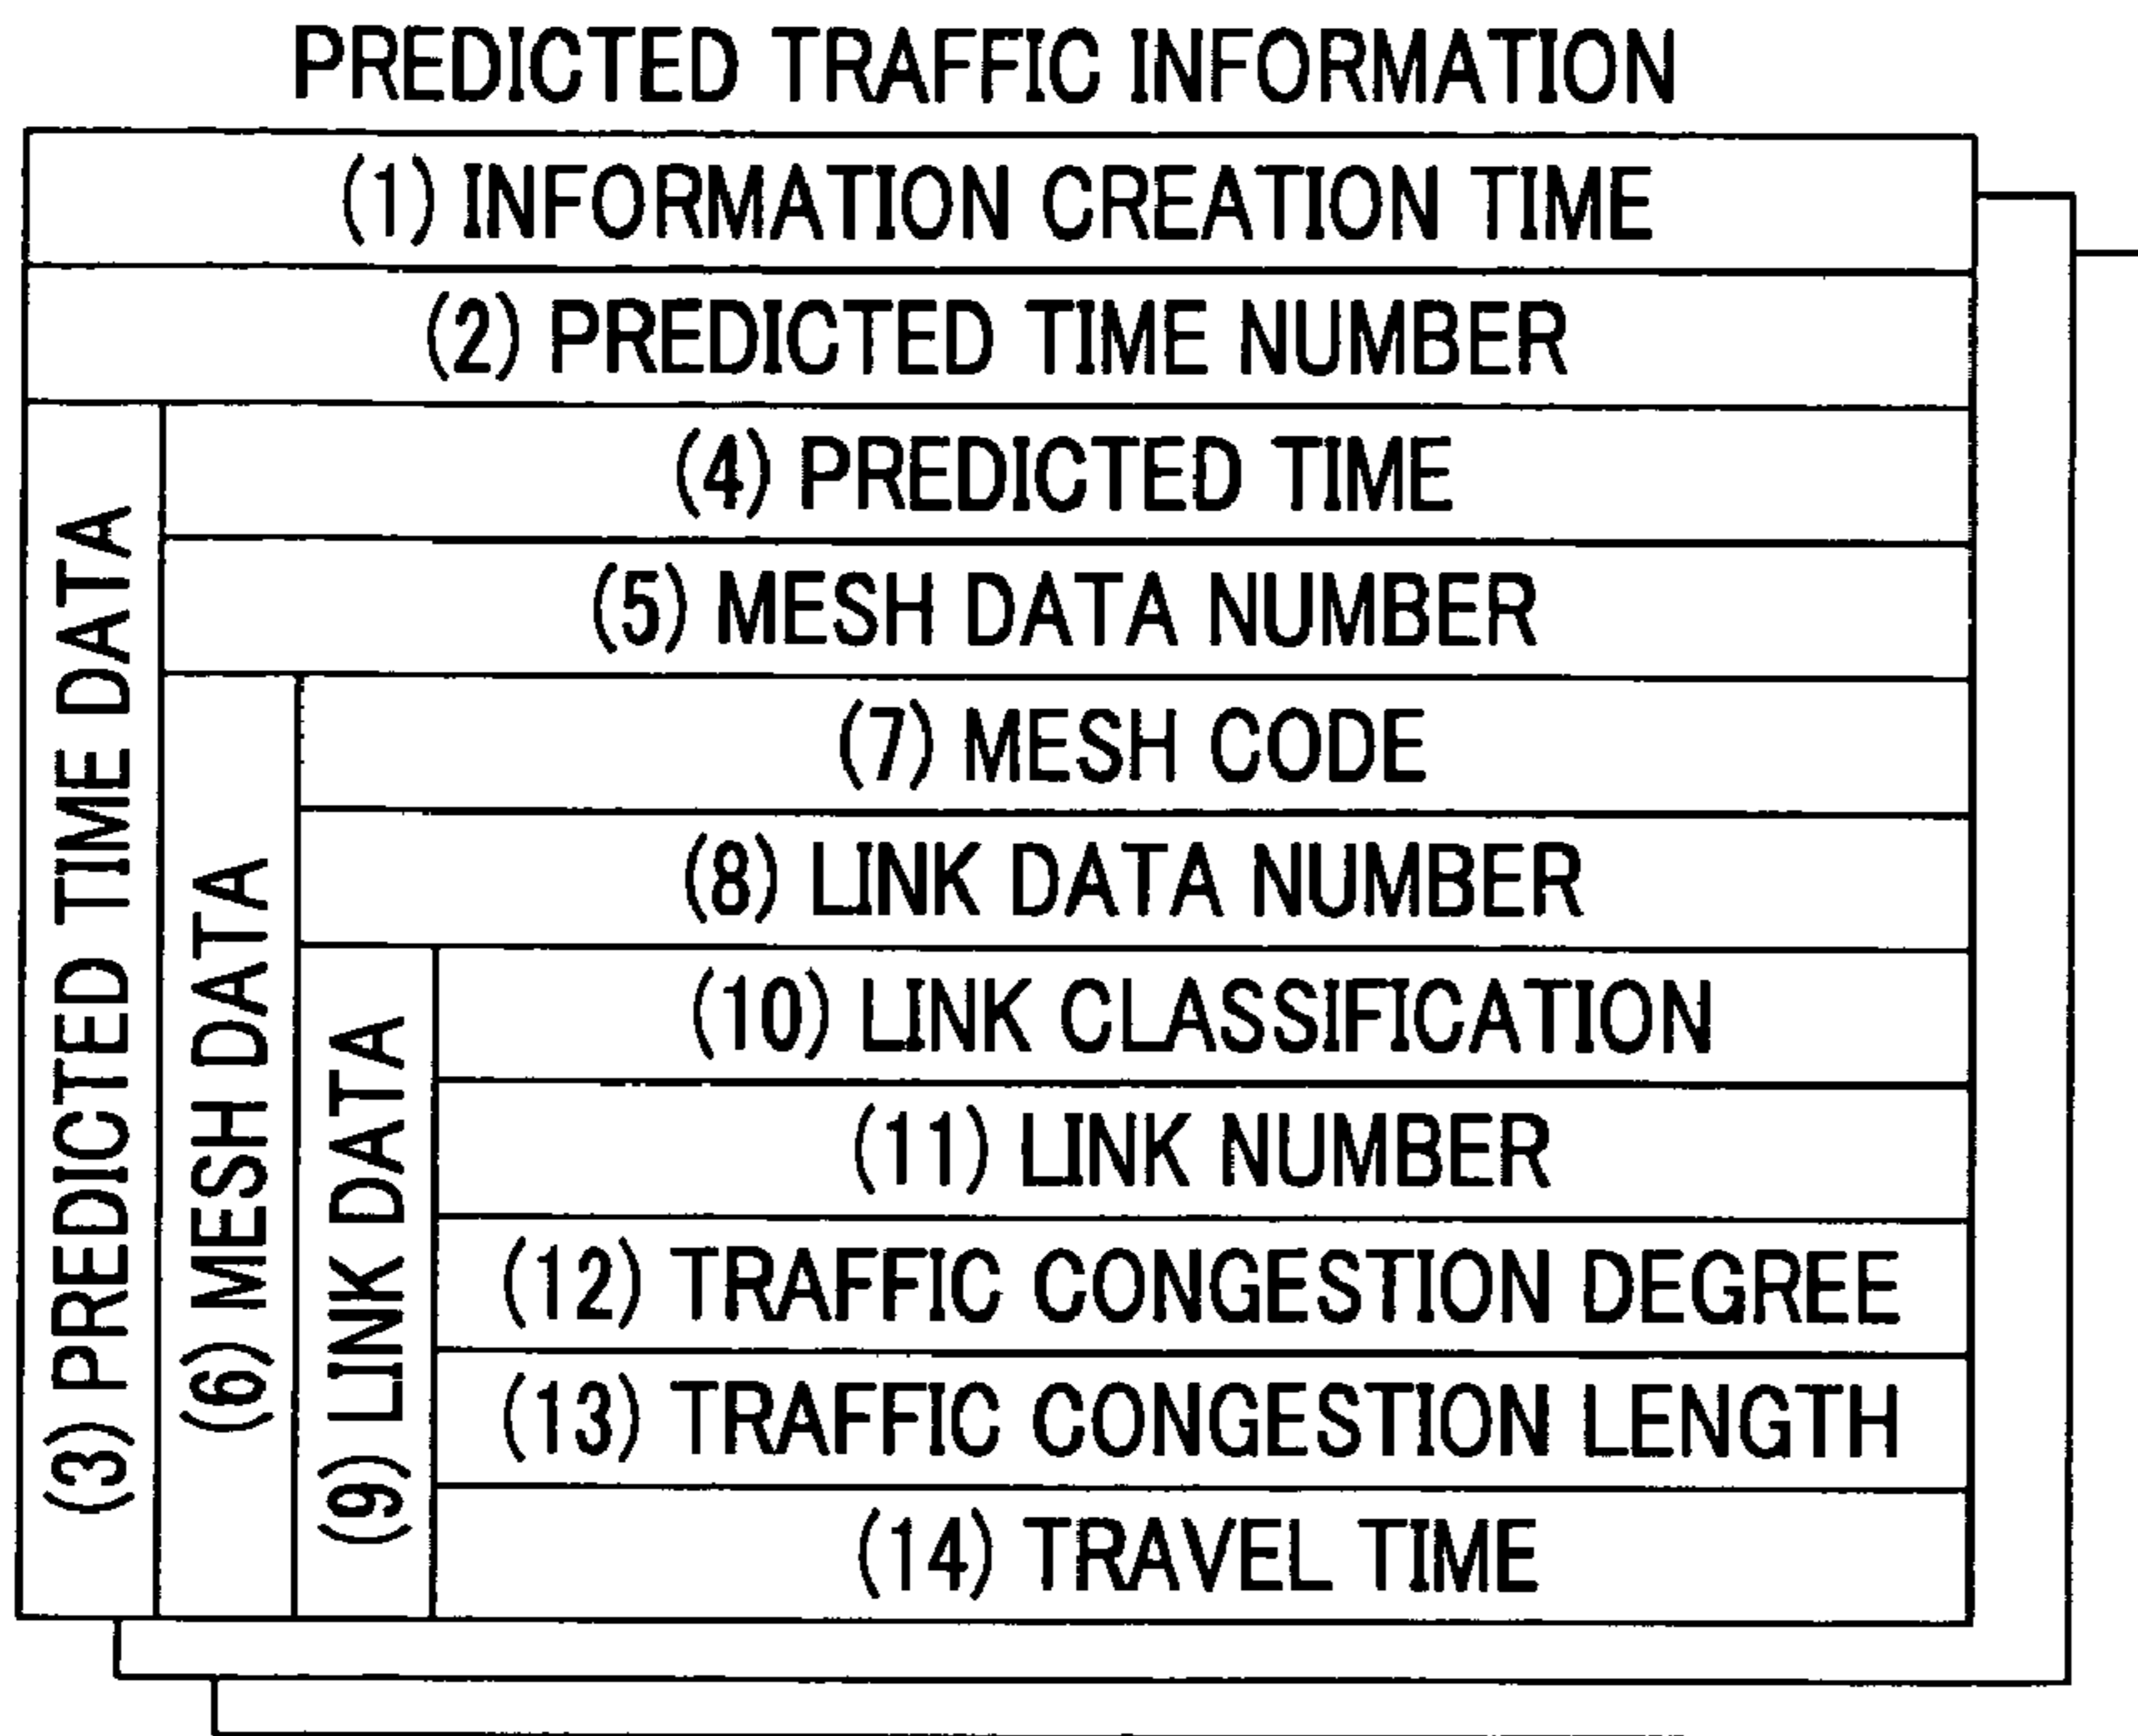 PREDICTED TRAFFIC INFORMATION
(1) INFORMATION CREATION TIME
(2) PREDICTED TIME NUMBER
(3) PREDICTED TIME DATA
(4) PREDICTED TIME
(5) MESH DATA NUMBER
(6) MESH DATA
(7) MESH CODE
(8) LINK DATA NUMBER
(9) LINK DATA
(10) LINK CLASSIFICATION
(11) LINK NUMBER
(12) TRAFFIC CONGESTION DEGREE
(13) TRAFFIC CONGESTION LENGTH
(14) TRAVEL TIME